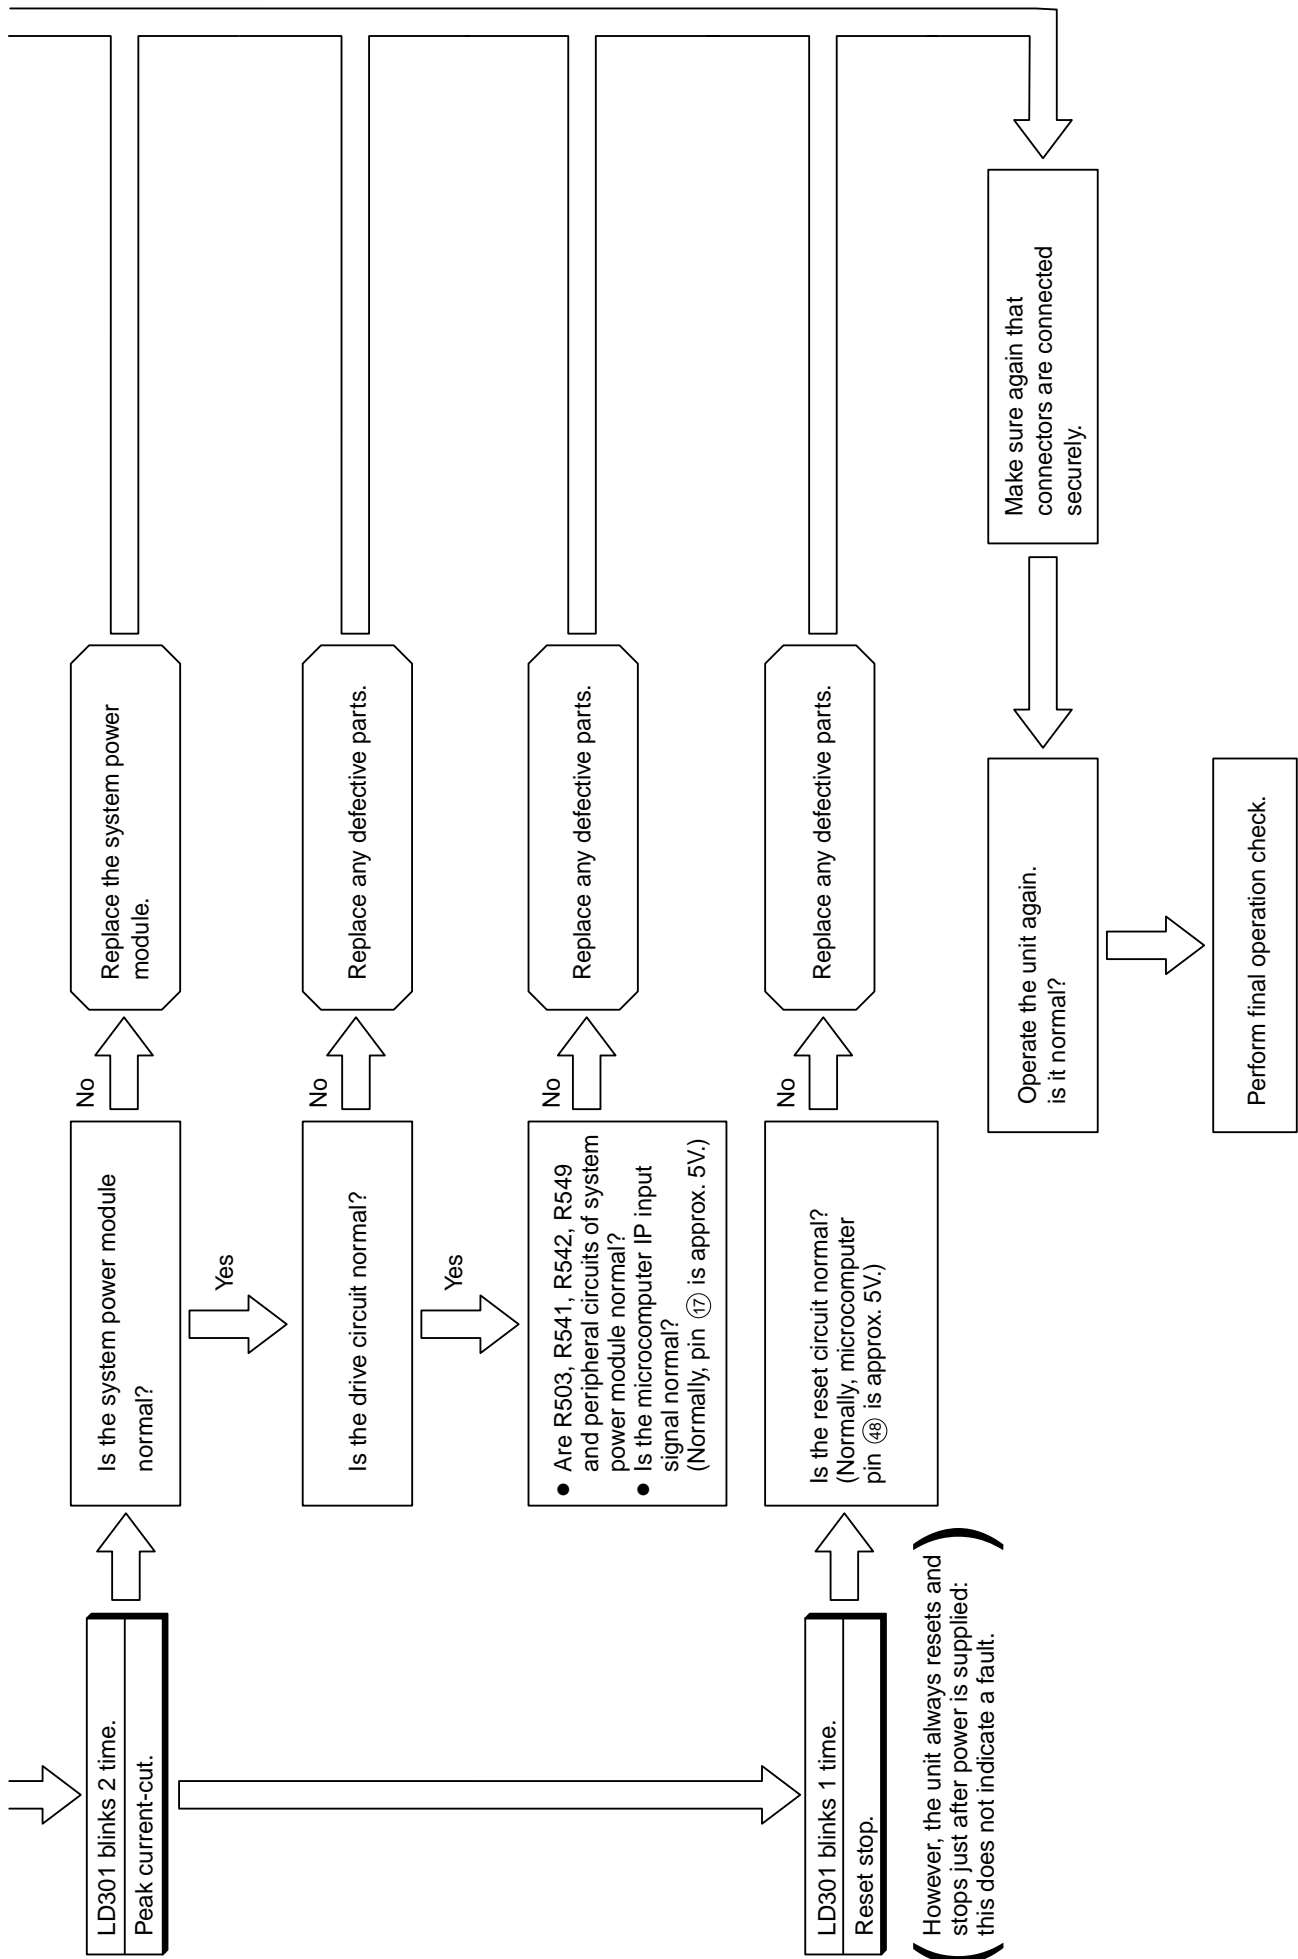 LD301 blinks 2 time.
Peak current-cut.
Is the system power module
normal?
No
Replace the system power
module.
Yes
Is the drive circuit normal?
No
Replace any defective parts.
Yes
● Are R503, R541, R542, R549
and peripheral circuits of system
power module normal?
● Is the microcomputer IP input
signal normal?
(Normally, pin ⑰ is approx. 5V.)
No
Replace any defective parts.
LD301 blinks 1 time.
Reset stop.
(However, the unit always resets and
stops just after power is supplied:
this does not indicate a fault.)
Is the reset circuit normal?
(Normally, microcomputer
pin ㊽ is approx. 5V.)
No
Replace any defective parts.
Make sure again that
connectors are connected
securely.
Operate the unit again.
is it normal?
Perform final operation check.